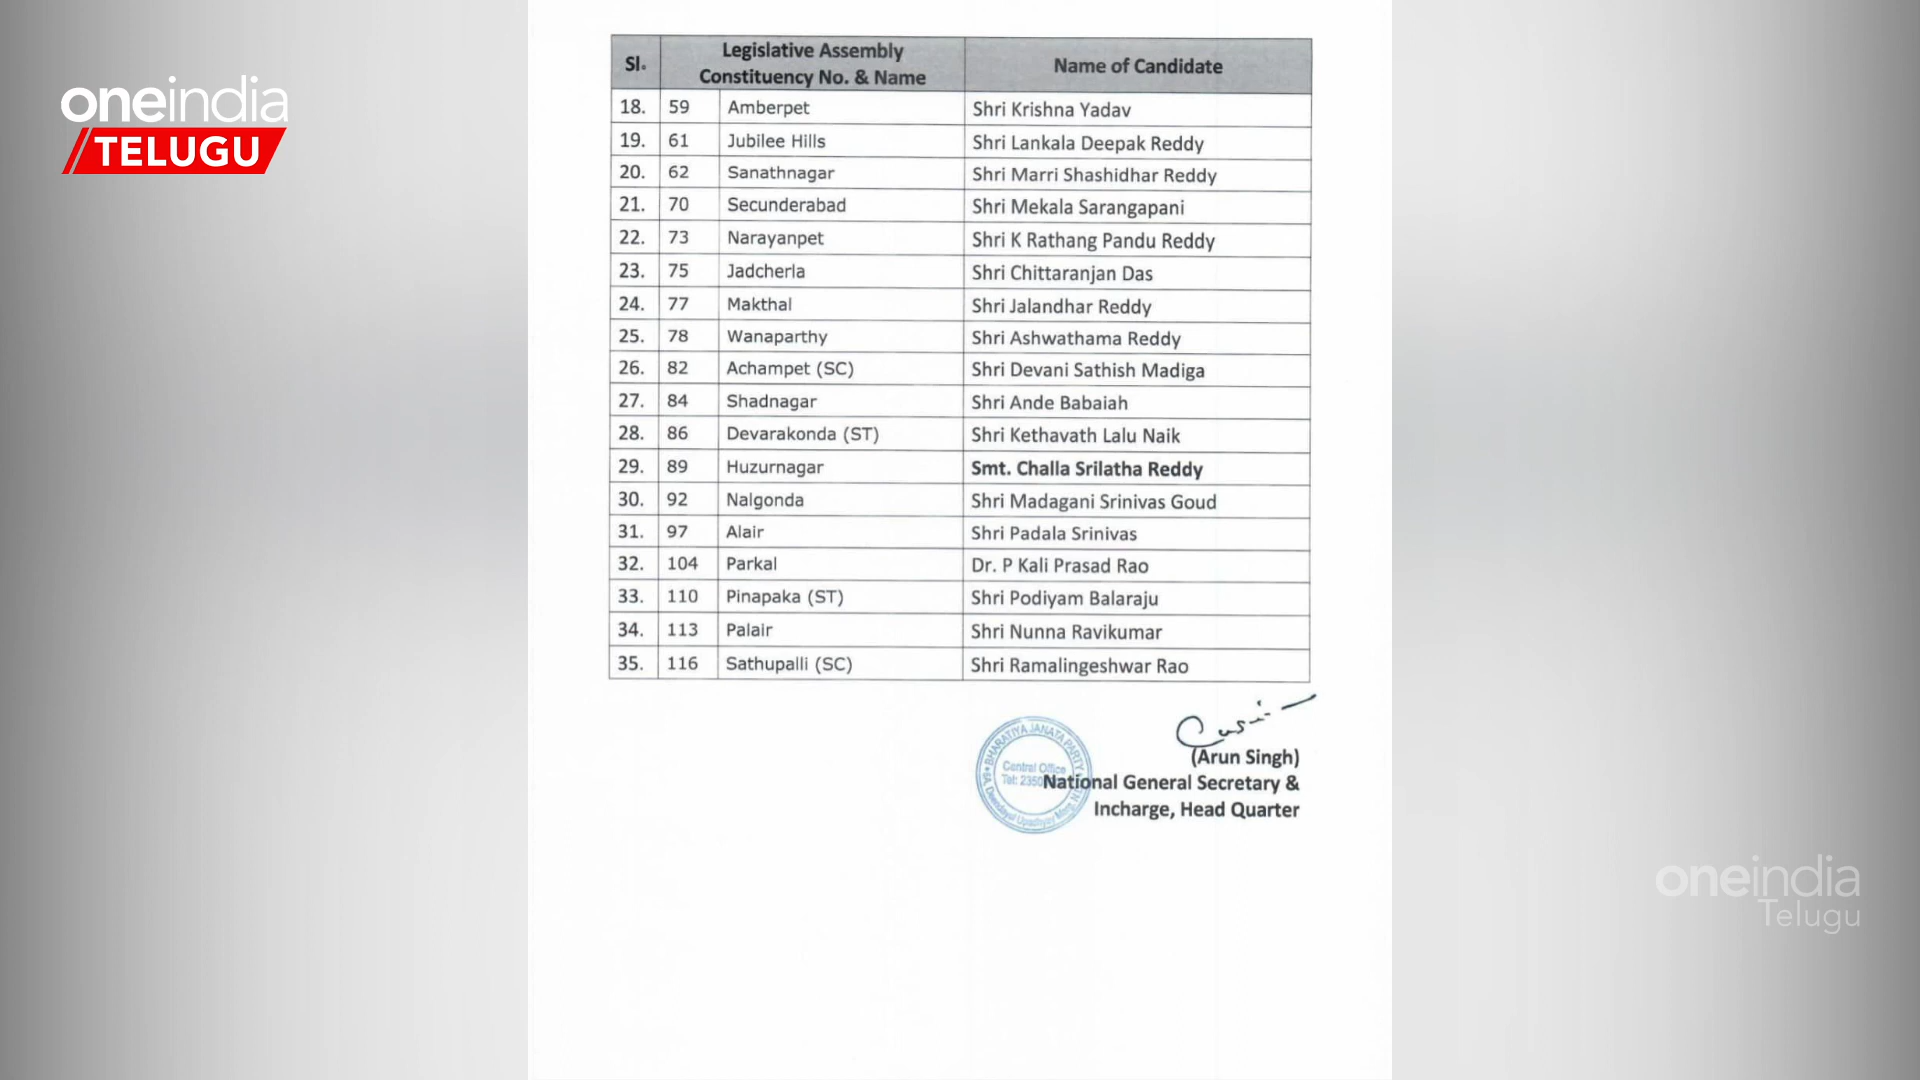 oneindia
TELUGU
Sl. Legislative Assembly Constituency No. & Name Name of Candidate
18. 59 Amberpet Shri Krishna Yadav
19. 61 Jubilee Hills Shri Lankala Deepak Reddy
20. 62 Sanathnagar Shri Marri Shashidhar Reddy
21. 70 Secunderabad Shri Mekala Sarangapani
22. 73 Narayanpet Shri K Rathang Pandu Reddy
23. 75 Jadcherla Shri Chittaranjan Das
24. 77 Makthal Shri Jalandhar Reddy
25. 78 Wanaparthy Shri Ashwathama Reddy
26. 82 Achampet (SC) Shri Devani Sathish Madiga
27. 84 Shadnagar Shri Ande Babaiah
28. 86 Devarakonda (ST) Shri Kethavath Lalu Naik
29. 89 Huzurnagar Smt. Challa Srilatha Reddy
30. 92 Nalgonda Shri Madagani Srinivas Goud
31. 97 Alair Shri Padala Srinivas
32. 104 Parkal Dr. P Kali Prasad Rao
33. 110 Pinapaka (ST) Shri Podiyam Balaraju
34. 113 Palair Shri Nunna Ravikumar
35. 116 Sathupalli (SC) Shri Ramalingeshwar Rao
(Arun Singh)
National General Secretary &
Incharge, Head Quarter
BHARATIYA JANATA PARTY
Central Office
Tel: 2350
oneindia
Telugu